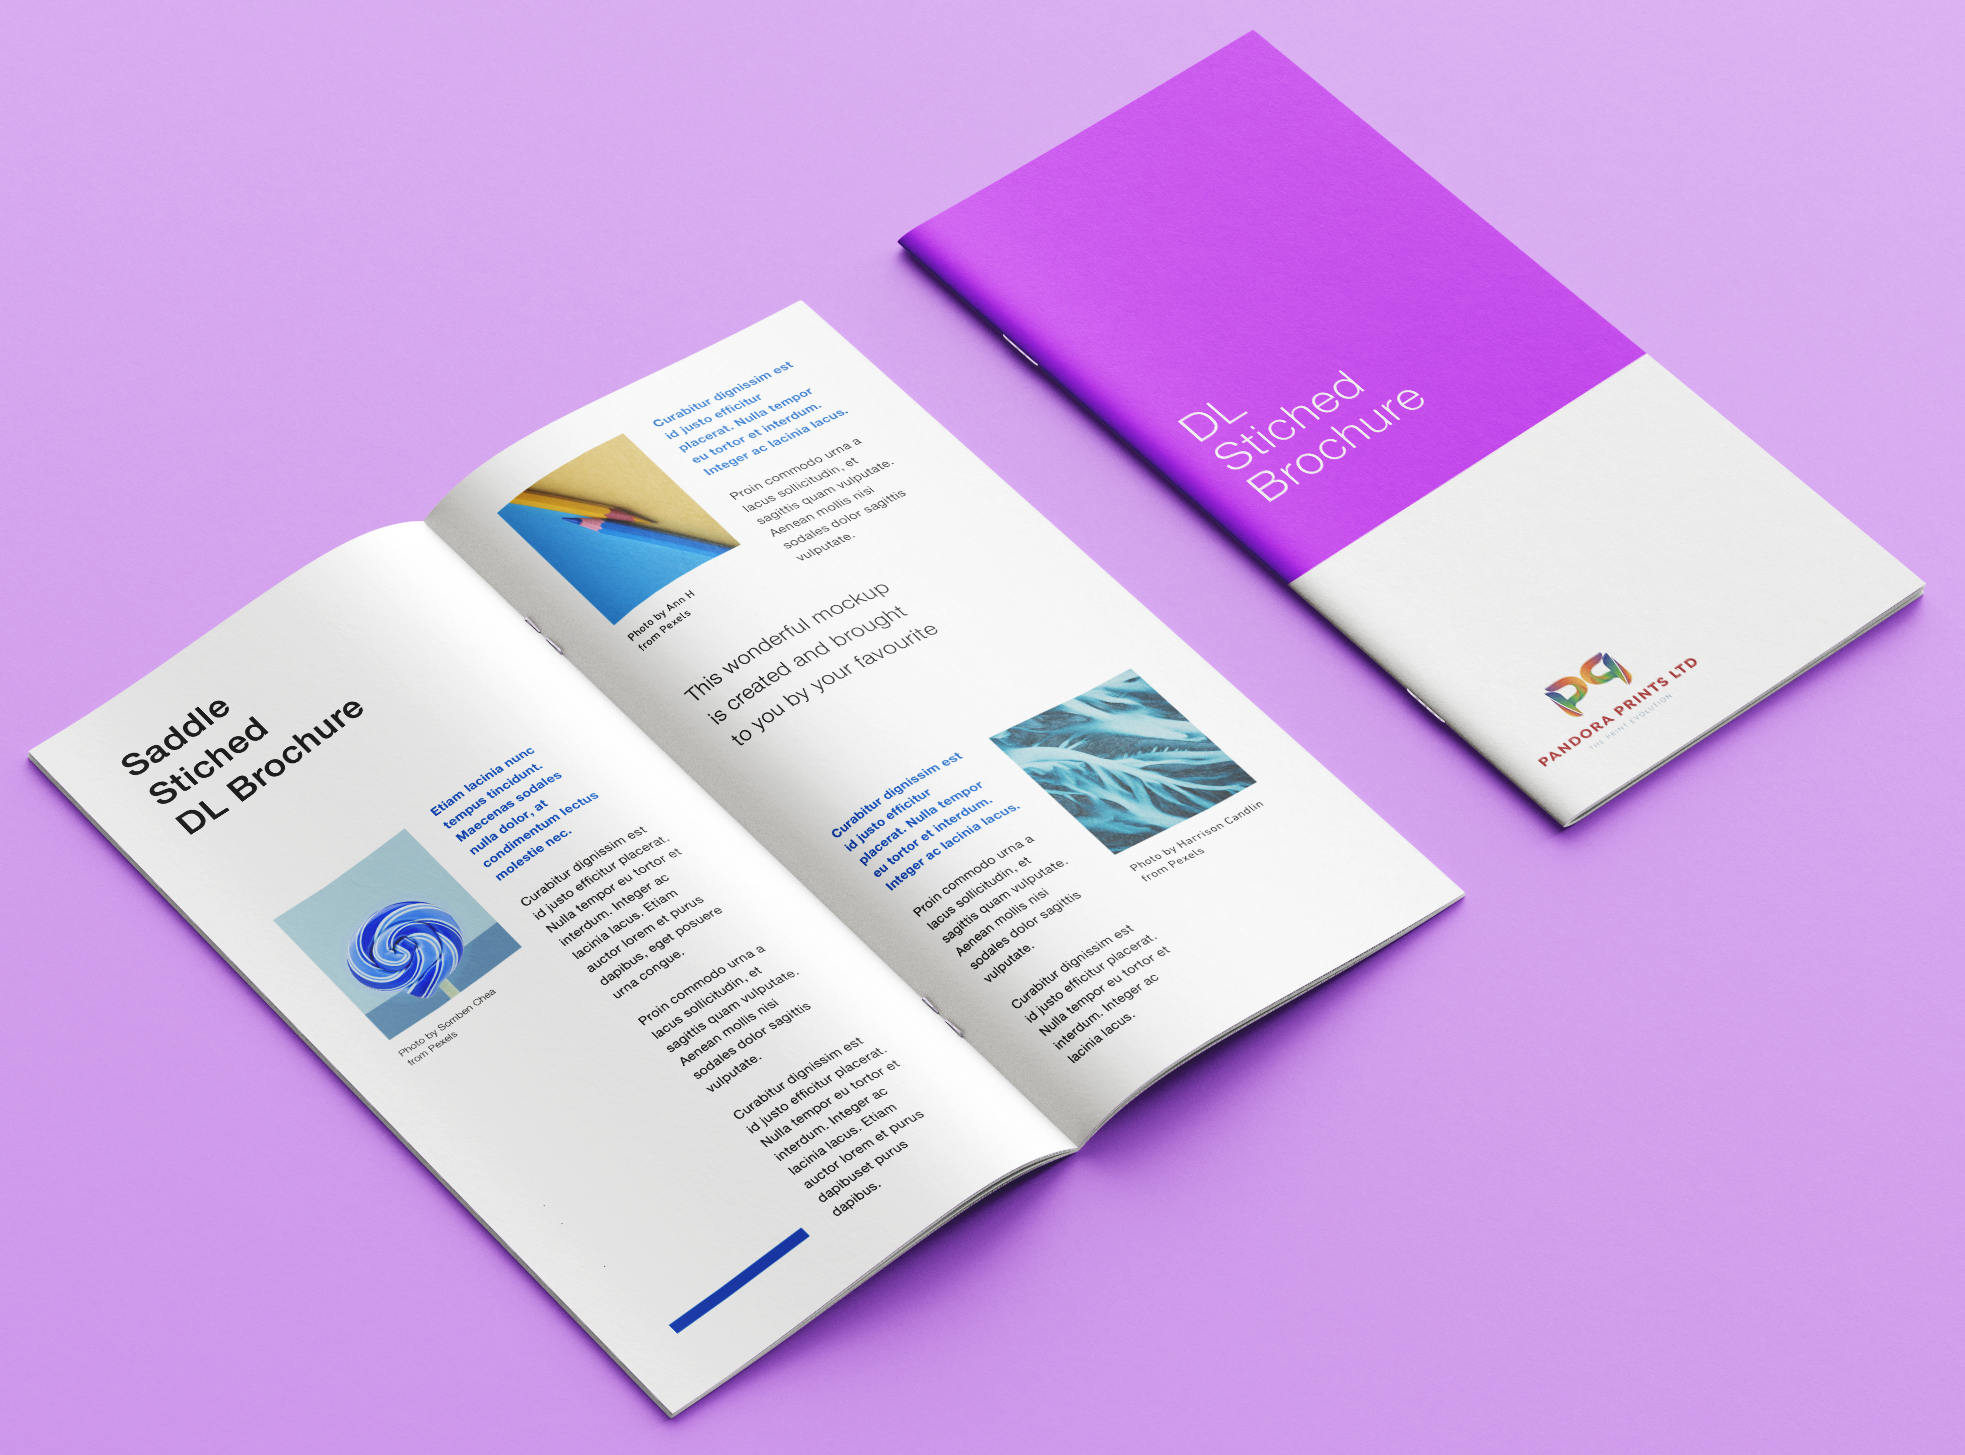 Saddle
Stiched
DL Brochure
Etiam lacinia nunc
tempus tincidunt.
Maecenas sodales
nulla dolor, at
condimentum lectus
molestie nec.
Photo by Somben Chea
from Pexels
Curabitur dignissim est
id justo efficitur placerat.
Nulla tempor eu tortor et
interdum. Integer ac
lacinia lacus. Etiam
auctor lorem et purus
dapibus, eget posuere
urna congue.
Proin commodo urna a
lacus sollicitudin, et
sagittis quam vulputate.
Aenean mollis nisi
sodales dolor sagittis
vulputate.
Curabitur dignissim est
id justo efficitur placerat.
Nulla tempor eu tortor et
interdum. Integer ac
lacinia lacus. Etiam
auctor lorem et purus
dapibuset purus
dapibus.
Curabitur dignissim est
id justo efficitur
placerat. Nulla tempor
eu tortor et interdum.
Integer ac lacinia lacus.
Proin commodo urna a
lacus sollicitudin, et
sagittis quam vulputate.
Aenean mollis nisi
sodales dolor sagittis
vulputate.
Photo by Ann H
from Pexels
This wonderful mockup
is created and brought
to you by your favourite
Curabitur dignissim est
id justo efficitur
placerat. Nulla tempor
eu tortor et interdum.
Integer ac lacinia lacus.
Photo by Harrison Candlin
from Pexels
Proin commodo urna a
lacus sollicitudin, et
sagittis quam vulputate.
Aenean mollis nisi
sodales dolor sagittis
vulputate.
Curabitur dignissim est
id justo efficitur placerat.
Nulla tempor eu tortor et
interdum. Integer ac
lacinia lacus.
DL
Stiched
Brochure
PANDORA PRINTS LTD
THE PRINT EVOLUTION